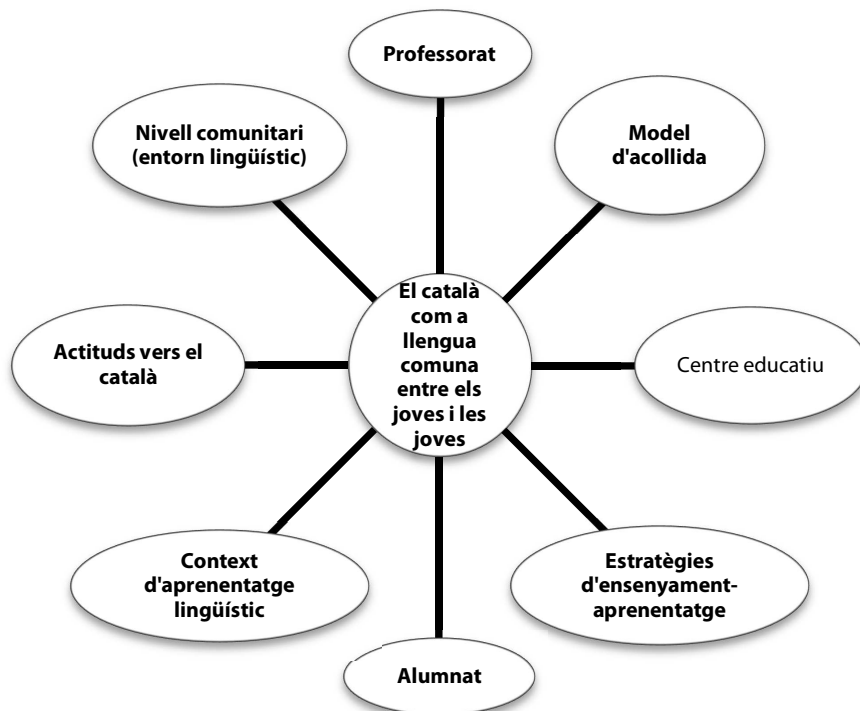 Professorat
Nivell comunitari
(entorn lingüístic)
Model
d'acollida
El català
com a
llengua
comuna
entre els
joves i les
joves
Actituds vers el
català
Centre educatiu
Context
d'aprenentatge
lingüístic
Estratègies
d'ensenyament-
aprenentatge
Alumnat